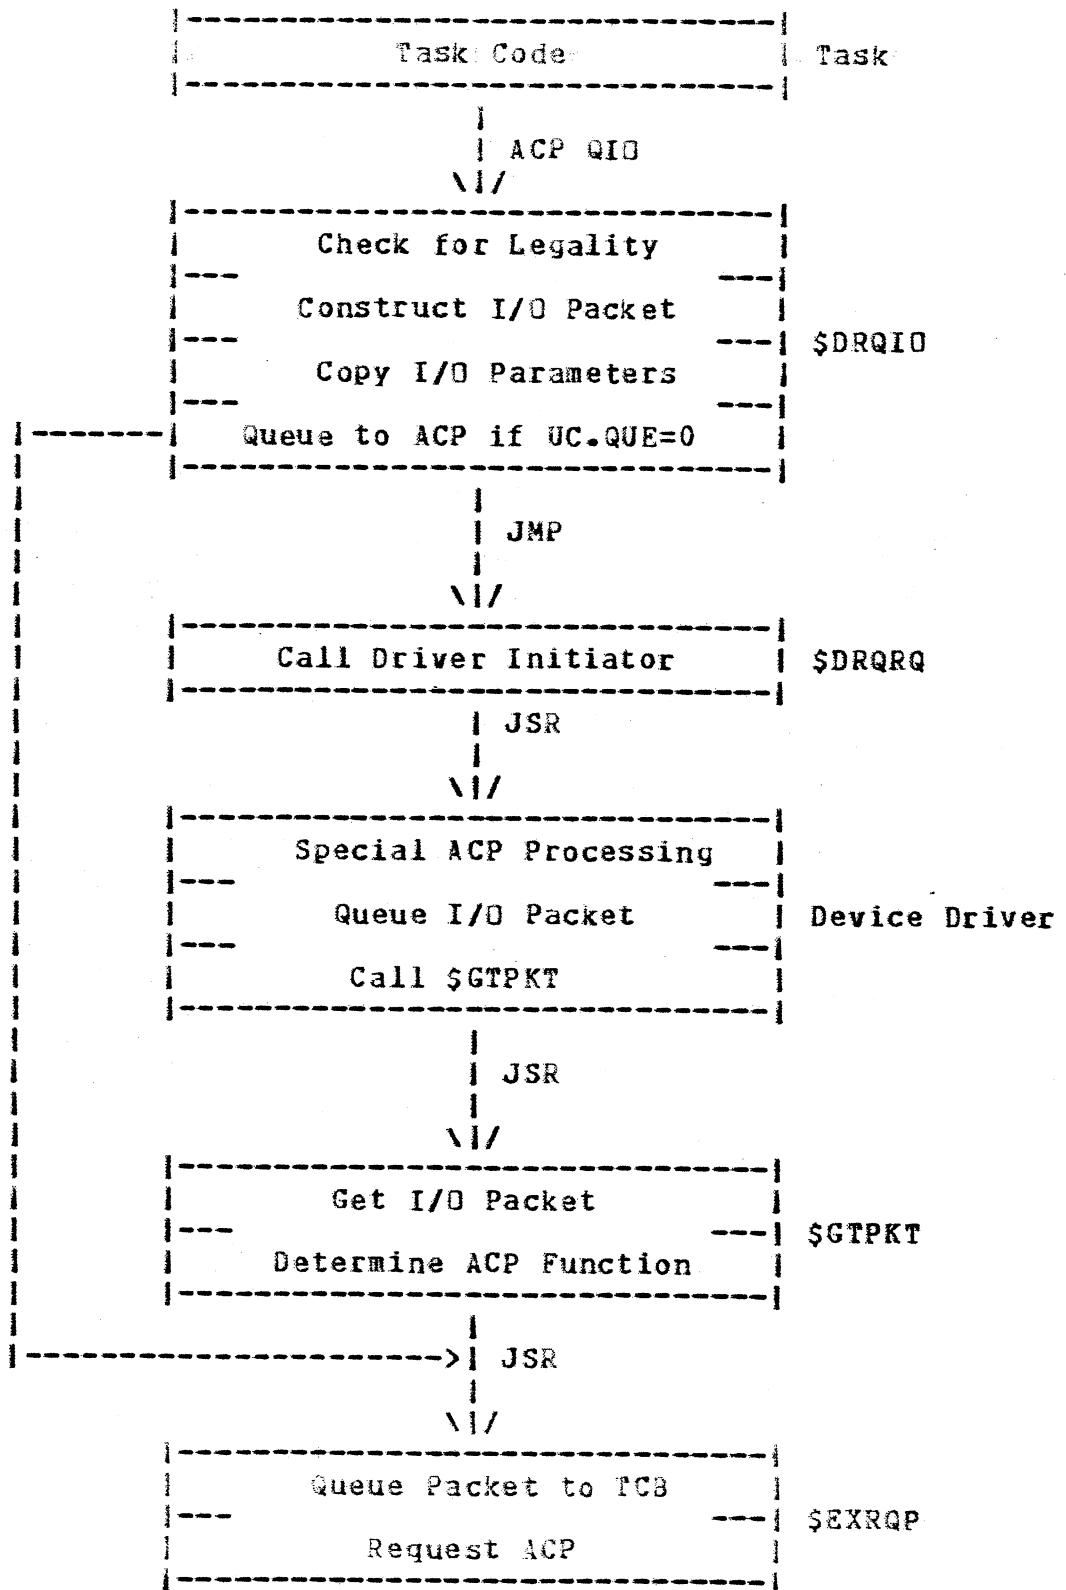 Task Code Task
ACP QIO
Check for Legality
Construct I/O Packet
$DRQIO
Copy I/O Parameters
Queue to ACP if UC.QUE=0
JMP
Call Driver Initiator $DRQRQ
JSR
Special ACP Processing
Queue I/O Packet Device Driver
Call $GTPKT
JSR
Get I/O Packet
$GTPKT
Determine ACP Function
JSR
Queue Packet to TCB
$EXRQP
Request ACP